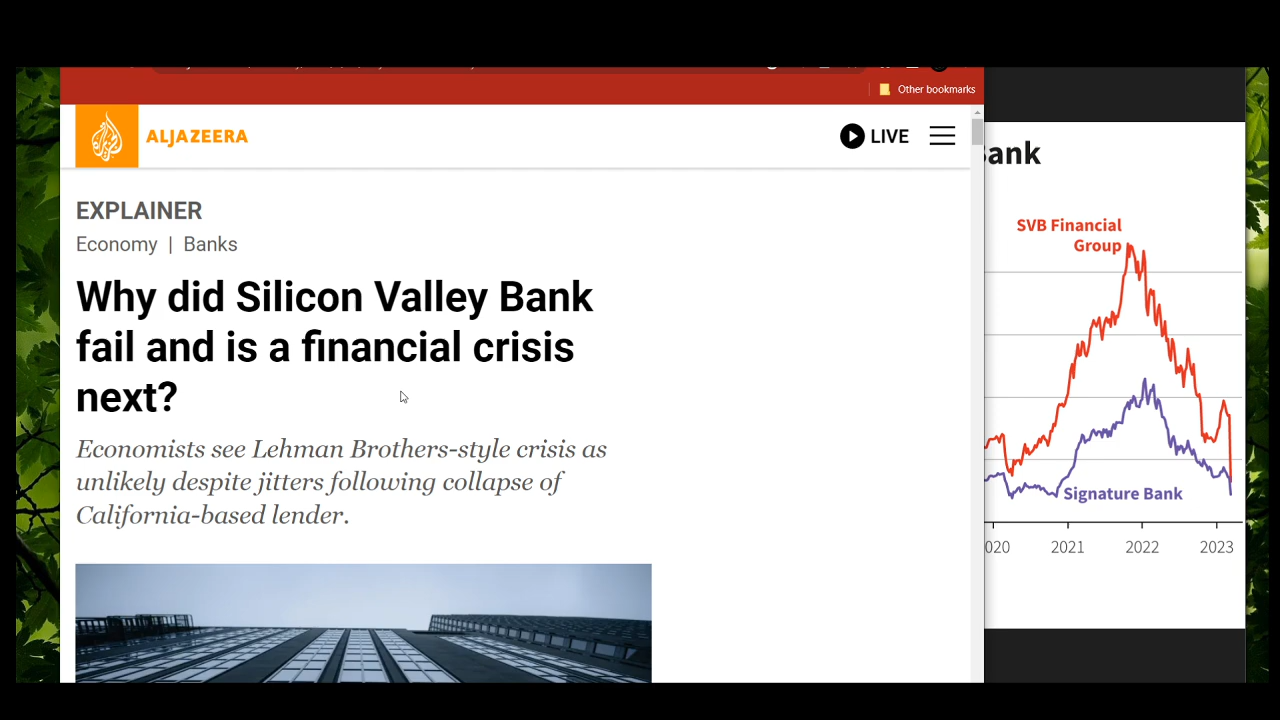 Other bookmarks
ALJAZEERA
LIVE
EXPLAINER
Economy | Banks
Why did Silicon Valley Bank
fail and is a financial crisis
next?
Economists see Lehman Brothers-style crisis as
unlikely despite jitters following collapse of
California-based lender.
Bank
SVB Financial
Group
Signature Bank
2021
2022
2023